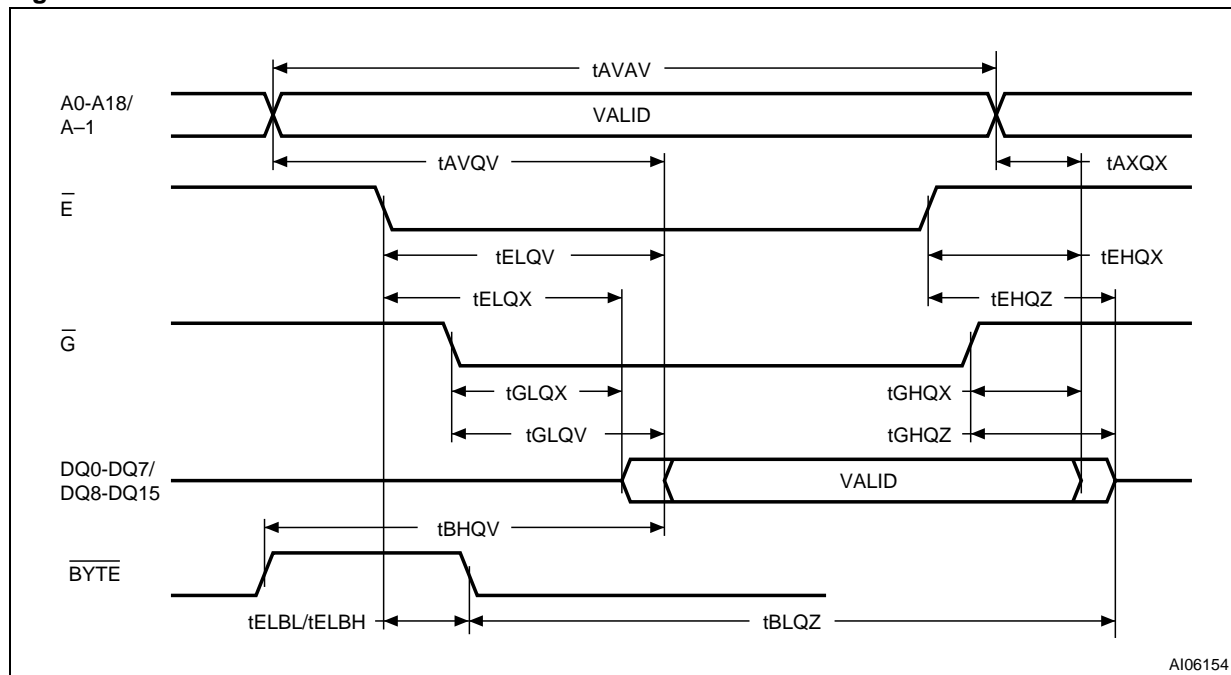 tAVAV
A0-A18/
A–1
VALID
tAVQV
tAXQX
E
tELQV
tEHQX
tELQX
tEHQZ
G
tGLQX
tGHQX
tGLQV
tGHQZ
DQ0-DQ7/
DQ8-DQ15
VALID
tBHQV
BYTE
tELBL/tELBH
tBLQZ
AI06154